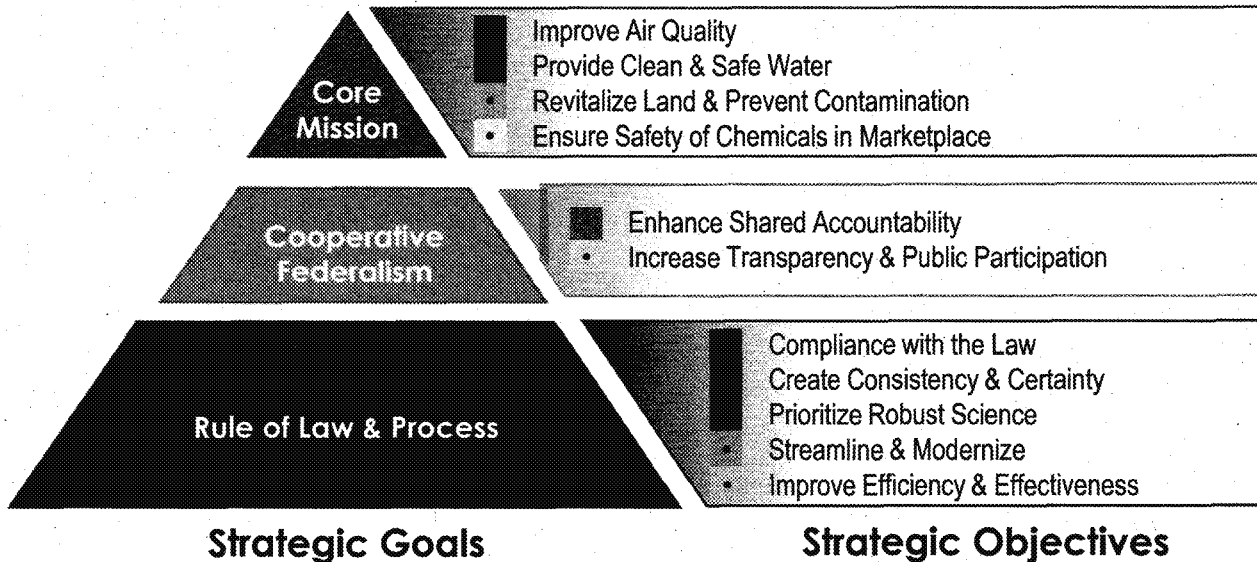 Core
Mission
Improve Air Quality
Provide Clean & Safe Water
• Revitalize Land & Prevent Contamination
• Ensure Safety of Chemicals in Marketplace
Cooperative
Federalism
Enhance Shared Accountability
• Increase Transparency & Public Participation
Rule of Law & Process
Compliance with the Law
Create Consistency & Certainty
Prioritize Robust Science
• Streamline & Modernize
• Improve Efficiency & Effectiveness
Strategic Goals
Strategic Objectives